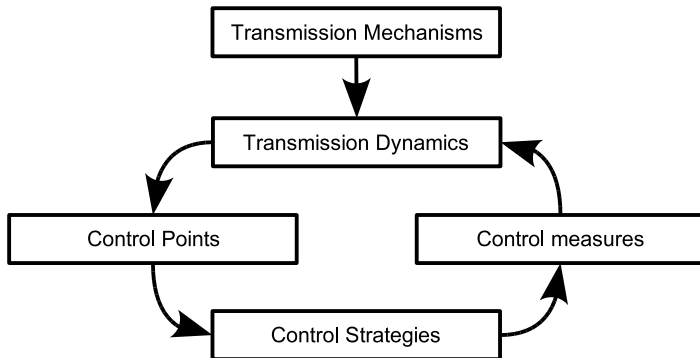 Transmission Mechanisms
Transmission Dynamics
Control Points
Control measures
Control Strategies